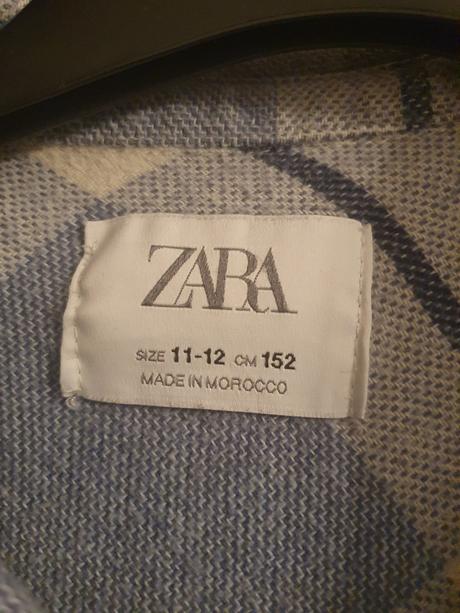 ZARA
SIZE 11-12 CM 152
MADE IN MOROCCO